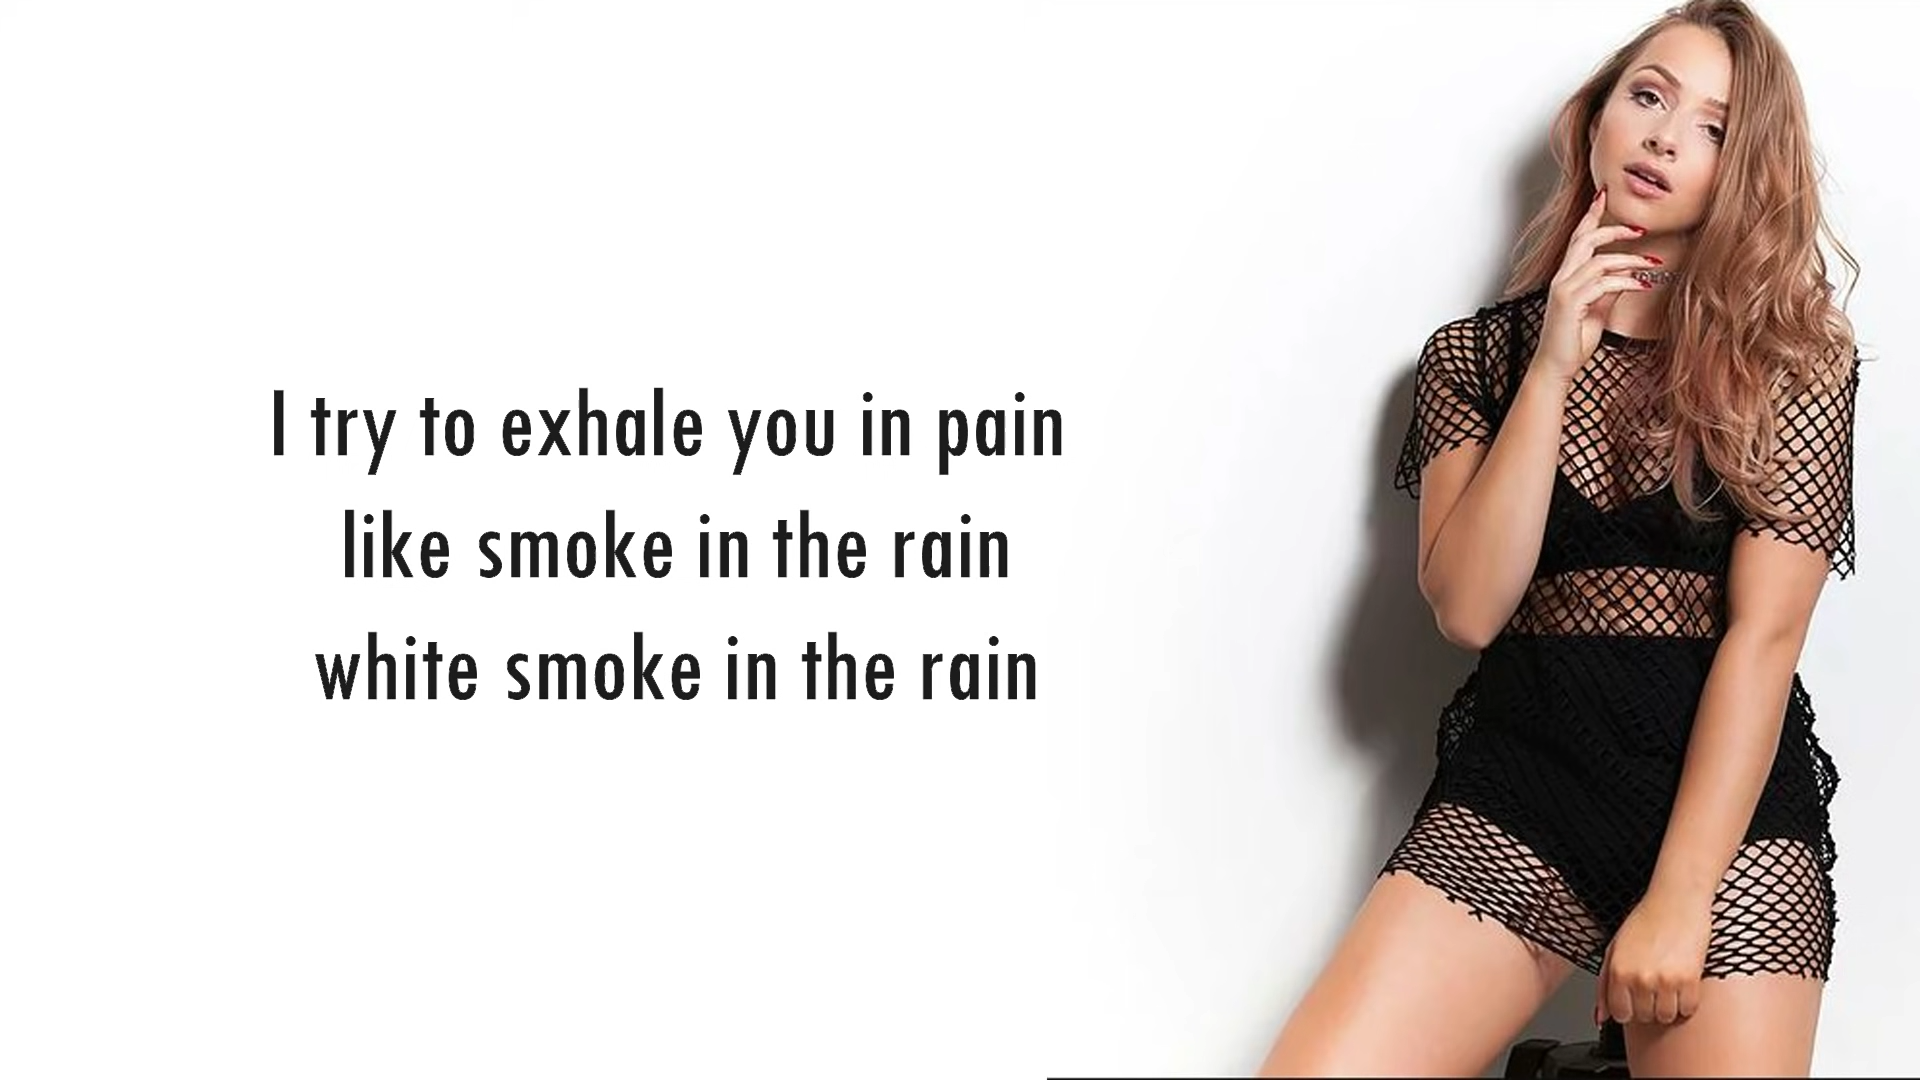 I try to exhale you in pain
like smoke in the rain
white smoke in the rain